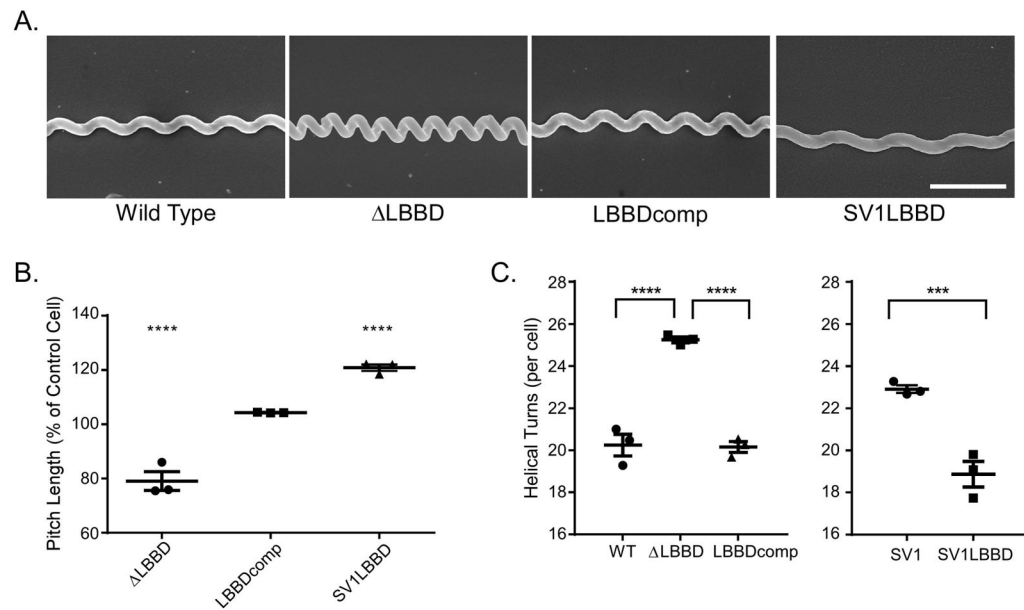 A.
Wild Type
ΔLBBD
LBBDcomp
SV1LBBD
B.
Pitch Length (% of Control Cell)
140
120
100
80
60
****
****
ΔLBBD
LBBDcomp
SV1LBBD
C.
Helical Turns (per cell)
28
26
24
22
20
18
16
****
****
WT
ΔLBBD
LBBDcomp
28
26
24
22
20
18
16
***
SV1
SV1LBBD